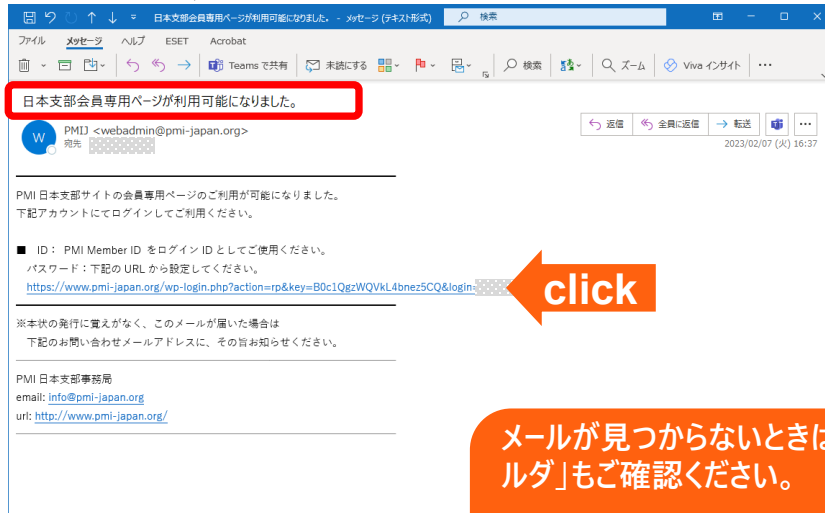 日本支部会員専用ページが利用可能になりました。 - メッセージ (テキスト形式)
検索
ファイル メッセージ ヘルプ ESET Acrobat
Teams で共有 未読にする 検索 ズーム Viva インサイト
日本支部会員専用ページが利用可能になりました。
W
PMIJ <webadmin@pmi-japan.org>
宛先
返信 全員に返信 転送
2023/02/07 (火) 16:37
PMI 日本支部サイトの会員専用ページのご利用が可能になりました。
下記アカウントにてログインしてご利用ください。
■ ID： PMI Member ID をログイン ID としてご使用ください。
パスワード：下記の URL から設定してください。
https://www.pmi-japan.org/wp-login.php?action=rp&key=B0c1QgzWQVkL4bnez5CQ&login=
click
※本状の発行に覚えがなく、このメールが届いた場合は
下記のお問い合わせメールアドレスに、その旨お知らせください。
PMI 日本支部事務局
email: info@pmi-japan.org
url: http://www.pmi-japan.org/
メールが見つからないときは
ルダ」もご確認ください。